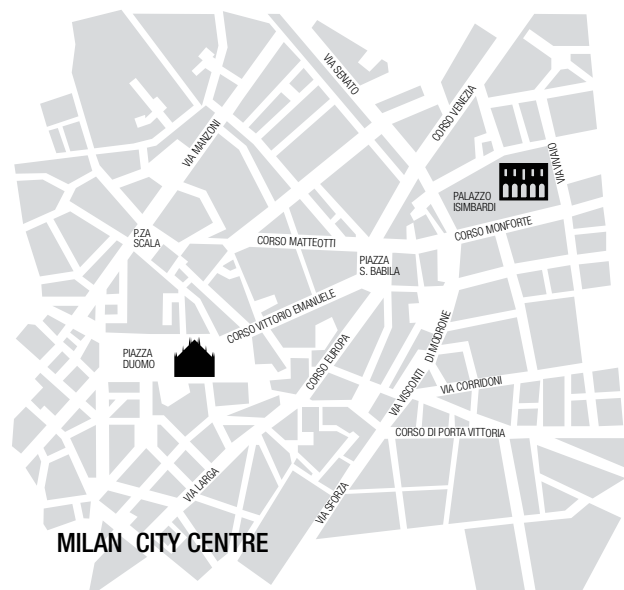 VIA SENATO
CORSO VENEZIA
VIA MANZONI
VIA VIVAIO
PALAZZO
ISIMBARDI
CORSO MONFORTE
P.ZA
SCALA
CORSO MATTEOTTI
PIAZZA
S. BABILA
CORSO VITTORIO EMANUELE
PIAZZA
DUOMO
CORSO EUROPA
VIA VISCONTI DI MODRONE
VIA CORRIDONI
CORSO DI PORTA VITTORIA
VIA LARGA
VIA SFORZA
MILAN CITY CENTRE